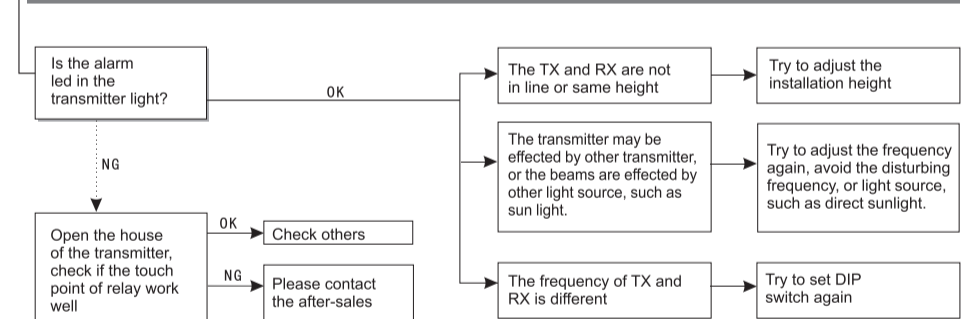 Is the alarm
led in the
transmitter light?
OK
The TX and RX are not
in line or same height
Try to adjust the
installation height
The transmitter may be
effected by other transmitter,
or the beams are effected by
other light source, such as
sun light.
Try to adjust the frequency
again, avoid the disturbing
frequency, or light source,
such as direct sunlight.
NG
Open the house
of the transmitter,
check if the touch
point of relay work
well
OK
Check others
NG
Please contact
the after-sales
The frequency of TX and
RX is different
Try to set DIP
switch again